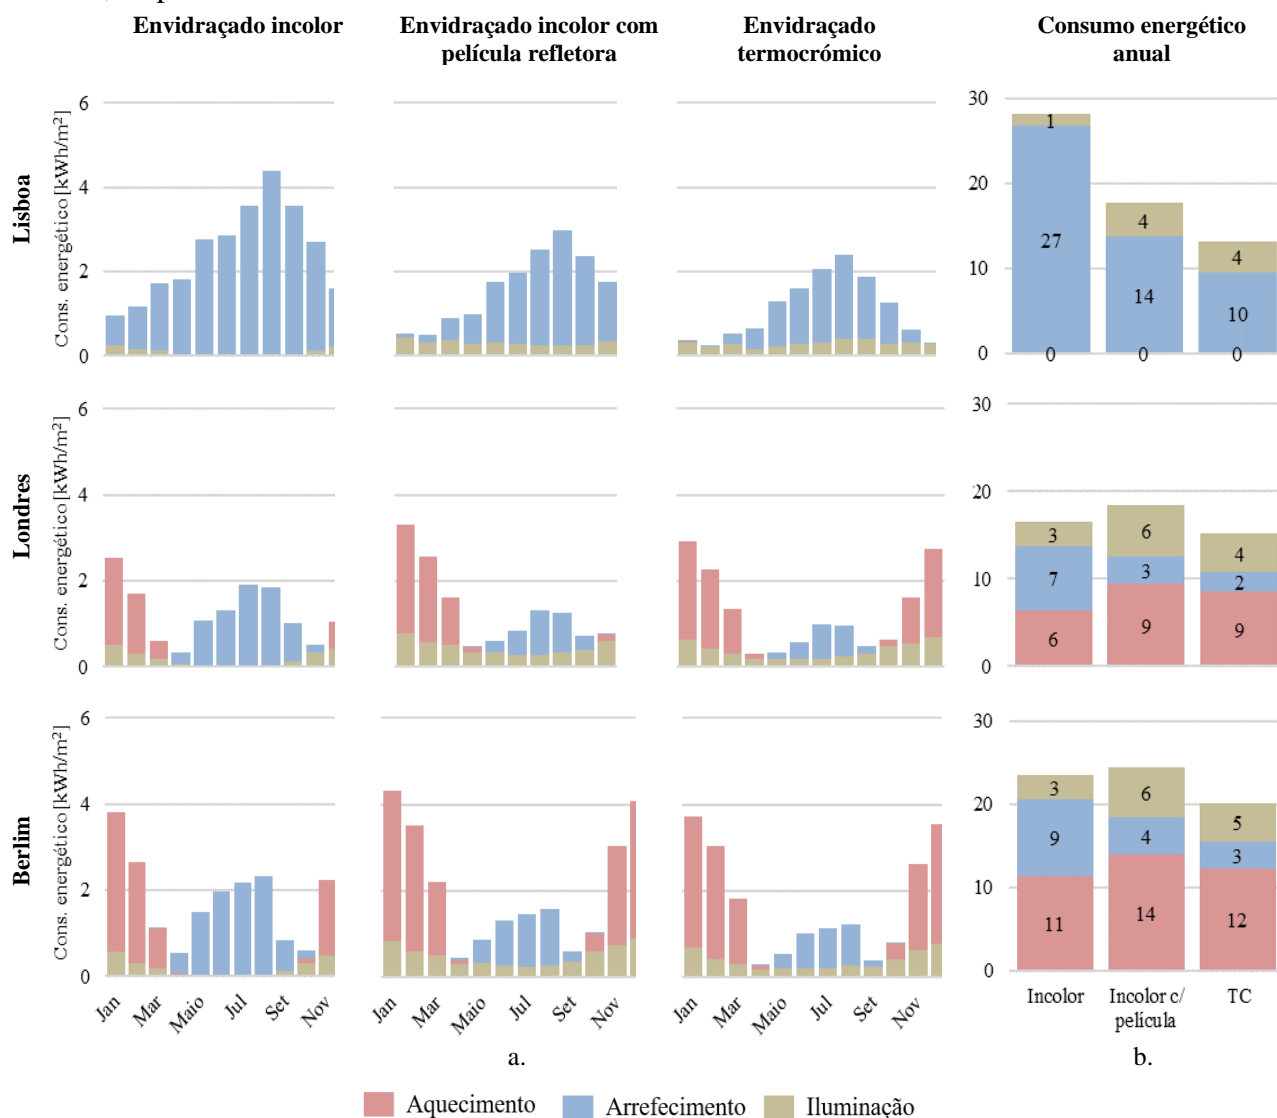 Envidraçado incolor
Envidraçado incolor com
película refletora
Envidraçado
termocrómico
Consumo energético
anual
Lisboa
Cons. energético[kWh/m²]
6
4
2
0
30
20
10
0
1
27
0
4
14
0
4
10
0
Londres
Cons. energético[kWh/m²]
6
4
2
0
30
20
10
0
3
7
6
6
3
9
4
2
9
Berlim
Cons. energético[kWh/m²]
6
4
2
0
30
20
10
0
3
9
11
6
4
14
5
3
12
Jan
Mar
Maio
Jul
Set
Nov
Jan
Mar
Maio
Jul
Set
Nov
Jan
Mar
Maio
Jul
Set
Nov
Incolor
Incolor c/
película
TC
a.
b.
Aquecimento
Arrefecimento
Iluminação